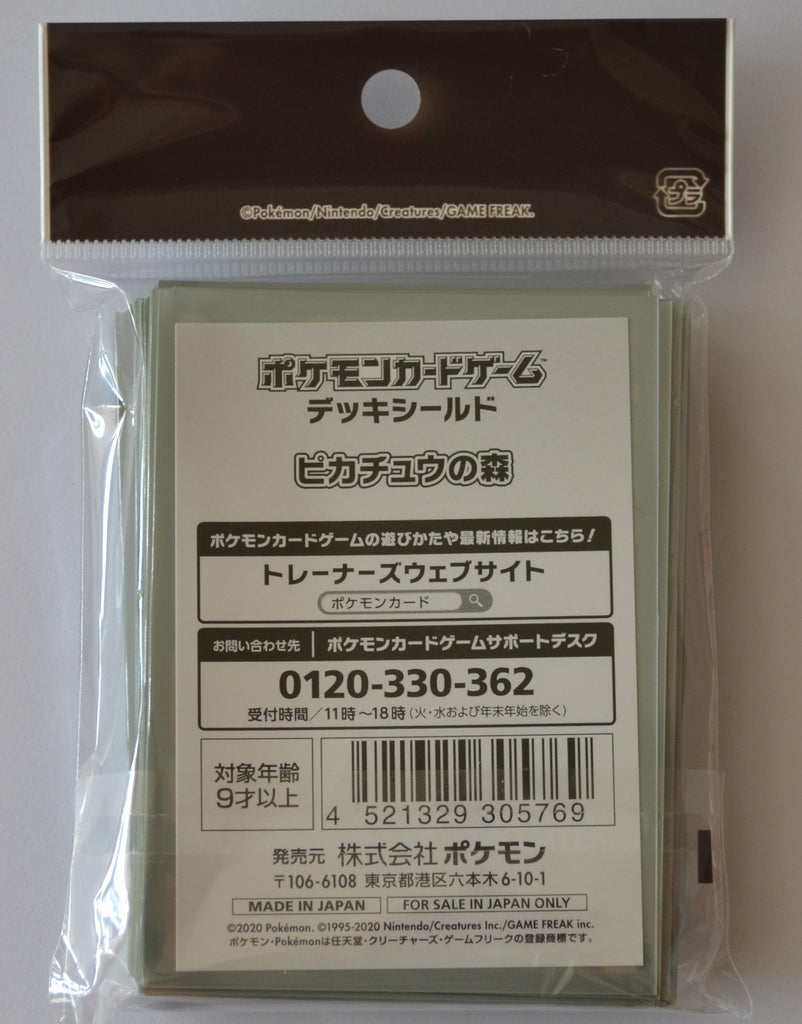 ©Pokémon/Nintendo/Creatures/GAME FREAK.
プラ
ポケモンカードゲーム™
デッキシールド
ピカチュウの森
ポケモンカードゲームの遊びかたや最新情報はこちら！
トレーナーズウェブサイト
ポケモンカード
お問い合わせ先 ポケモンカードゲームサポートデスク
0120-330-362
受付時間／11時～18時（火・水および年末年始を除く）
対象年齢
9才以上
4 521329 305769
発売元 株式会社ポケモン
〒106-6108 東京都港区六本木6-10-1
MADE IN JAPAN FOR SALE IN JAPAN ONLY
©2020 Pokémon. ©1995-2020 Nintendo/Creatures Inc./GAME FREAK inc.
ポケモン・Pokémonは任天堂・クリーチャーズ・ゲームフリークの登録商標です。